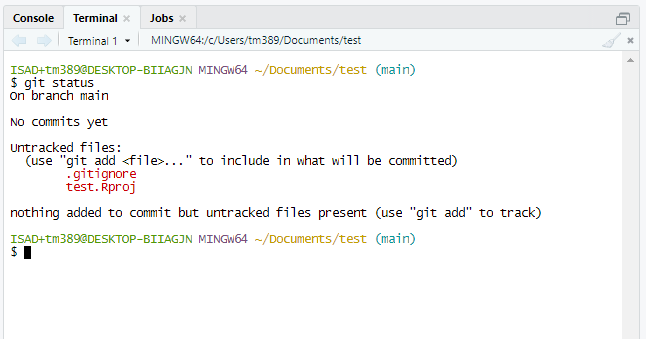 Console Terminal Jobs
Terminal 1 MINGW64:/c/Users/tm389/Documents/test
ISAD+tm389@DESKTOP-BIIAGJN MINGW64 ~/Documents/test (main)
$ git status
On branch main
No commits yet
Untracked files:
(use "git add <file>..." to include in what will be committed)
.gitignore
test.Rproj
nothing added to commit but untracked files present (use "git add" to track)
ISAD+tm389@DESKTOP-BIIAGJN MINGW64 ~/Documents/test (main)
$